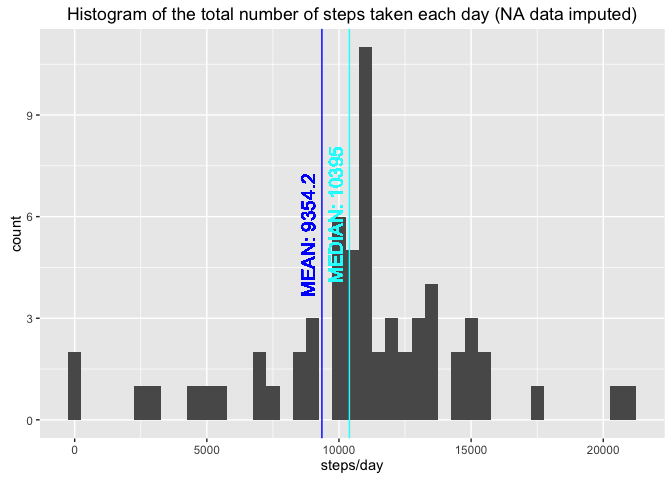 Histogram of the total number of steps taken each day (NA data imputed)
count
9
6
3
0
MEAN: 9354.2
MEDIAN: 10395
0
5000
10000
15000
20000
steps/day